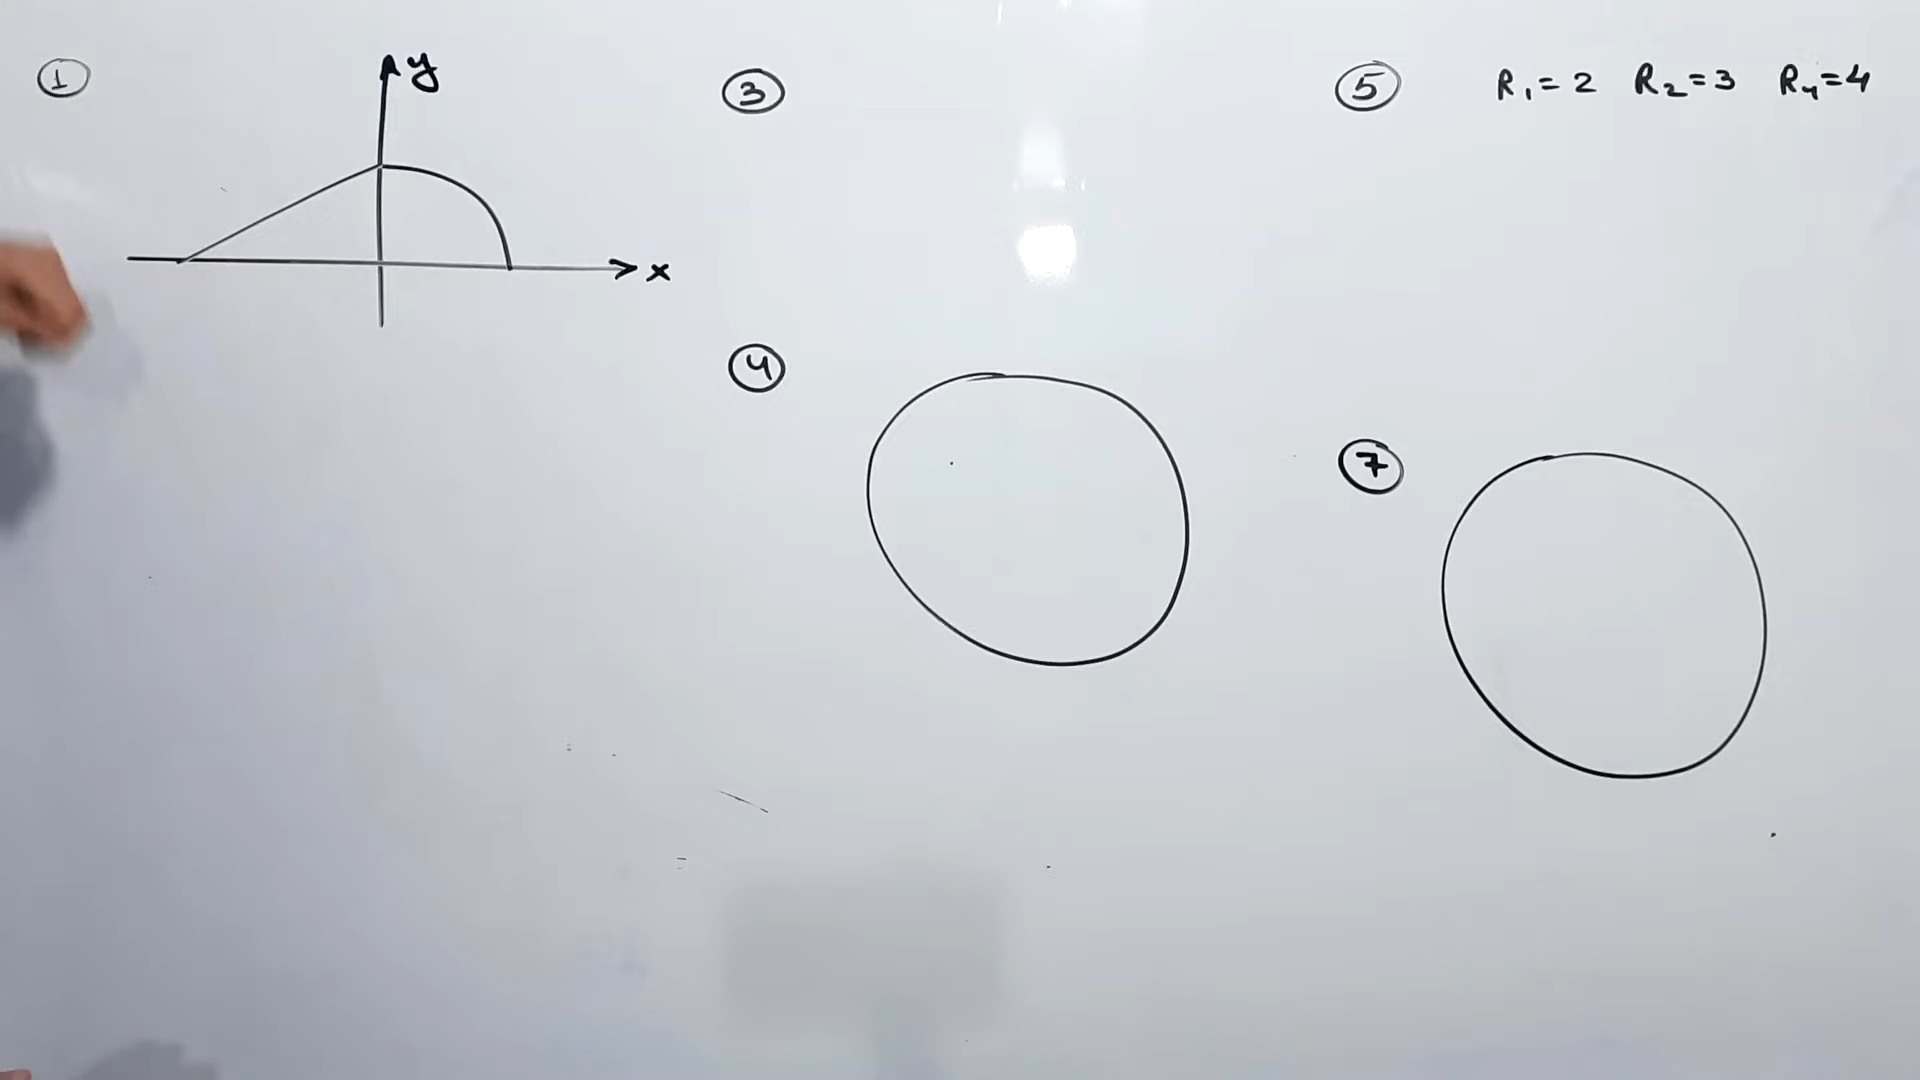 ① y
x
③
④
⑤ R₁=2 R₂=3 R₄=4
⑦